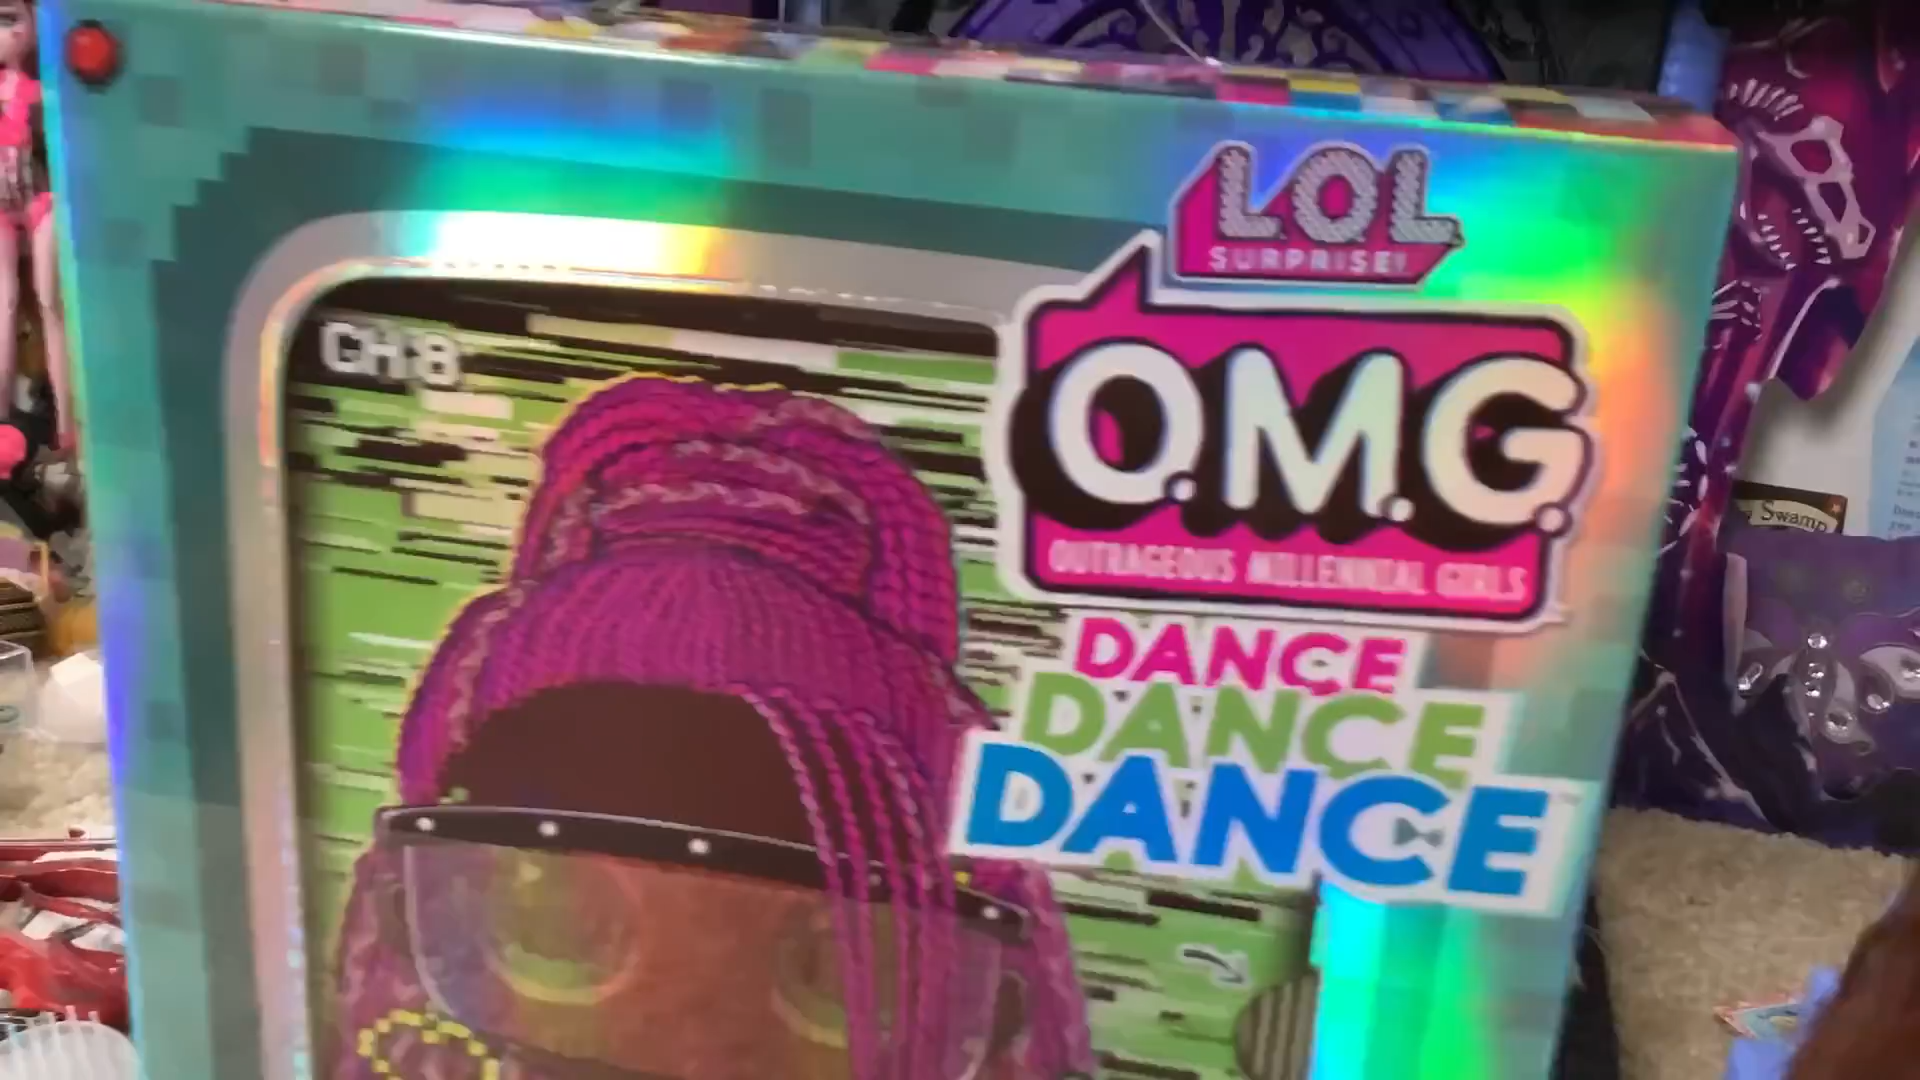 L.O.L.
SURPRISE!
CH:8
O.M.G.
OUTRAGEOUS MILLENNIAL GIRLS
DANCE
DANCE
DANCE
Swamp